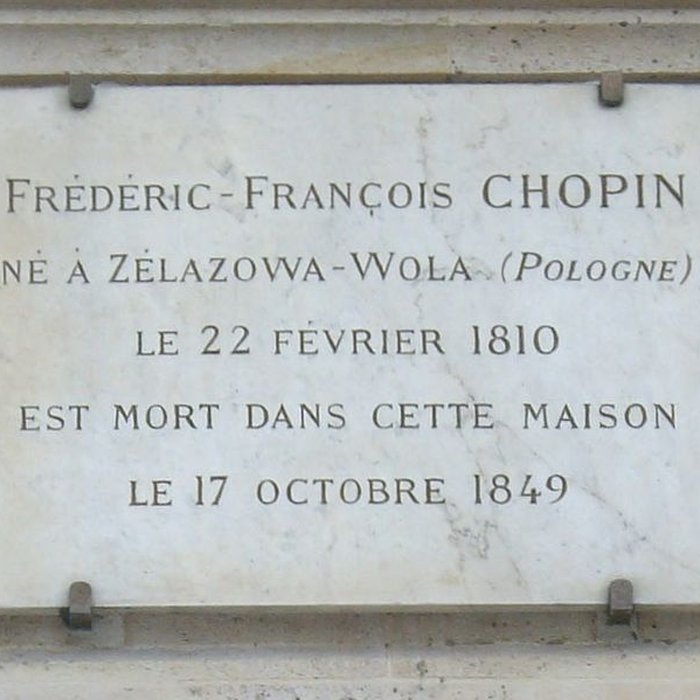 FRÉDÉRIC-FRANÇOIS CHOPIN
NÉ À ZÉLAZOWA-WOLA (POLOGNE)
LE 22 FÉVRIER 1810
EST MORT DANS CETTE MAISON
LE 17 OCTOBRE 1849